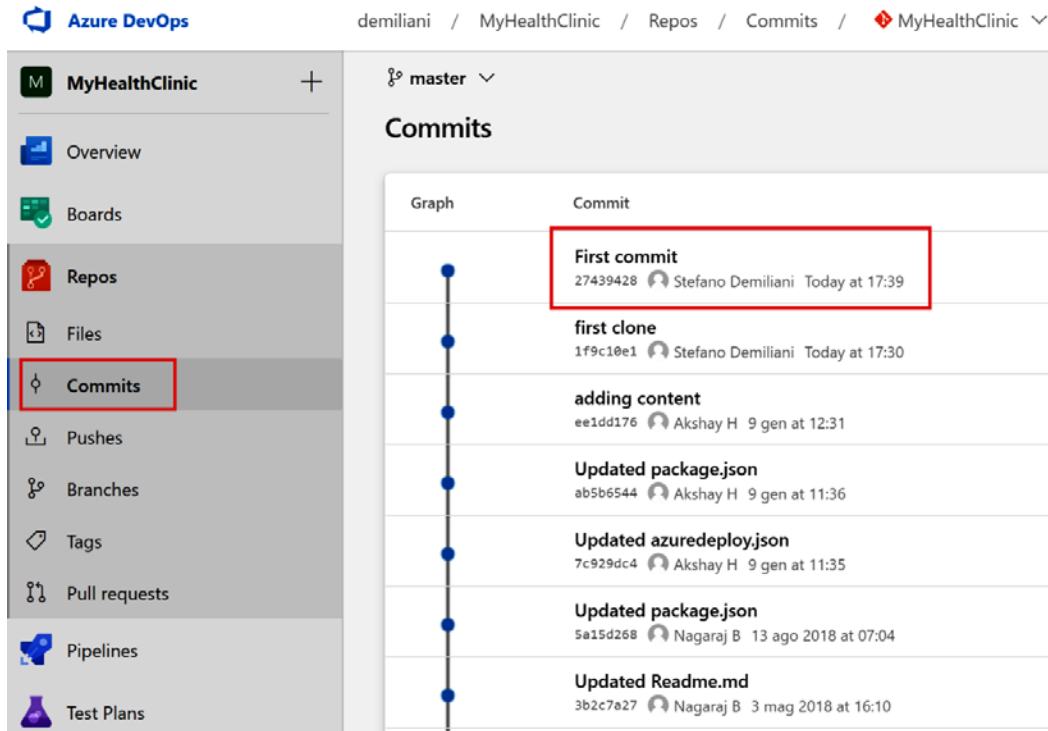 Azure DevOps
demiliani / MyHealthClinic / Repos / Commits / MyHealthClinic
M MyHealthClinic
Overview
Boards
Repos
Files
Commits
Pushes
Branches
Tags
Pull requests
Pipelines
Test Plans
master
Commits
Graph Commit
First commit
27439428 Stefano Demiliani Today at 17:39
first clone
1f9c10e1 Stefano Demiliani Today at 17:30
adding content
ee1dd176 Akshay H 9 gen at 12:31
Updated package.json
ab5b6544 Akshay H 9 gen at 11:36
Updated azuredeploy.json
7c929dc4 Akshay H 9 gen at 11:35
Updated package.json
5a15d268 Nagaraj B 13 ago 2018 at 07:04
Updated Readme.md
3b2c7a27 Nagaraj B 3 mag 2018 at 16:10